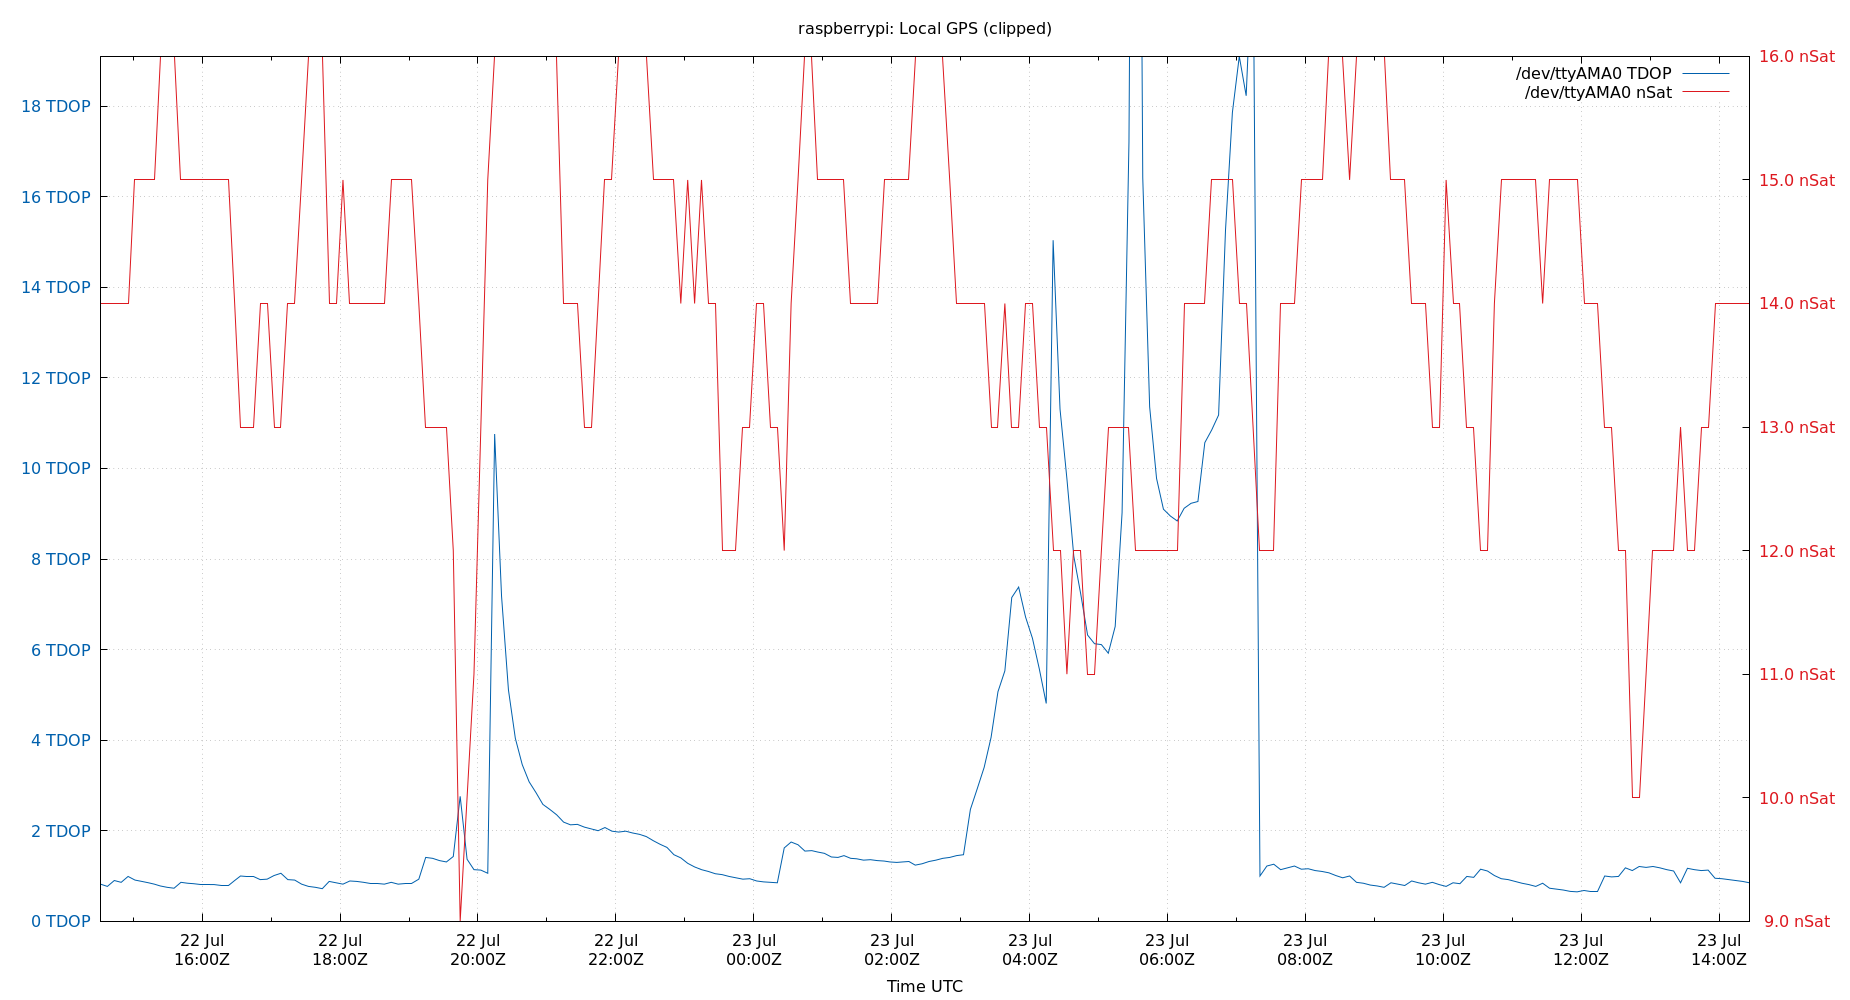 raspberrypi: Local GPS (clipped)
/dev/ttyAMA0 TDOP
/dev/ttyAMA0 nSat
18 TDOP
16 TDOP
14 TDOP
12 TDOP
10 TDOP
8 TDOP
6 TDOP
4 TDOP
2 TDOP
0 TDOP
16.0 nSat
15.0 nSat
14.0 nSat
13.0 nSat
12.0 nSat
11.0 nSat
10.0 nSat
9.0 nSat
22 Jul
16:00Z
22 Jul
18:00Z
22 Jul
20:00Z
22 Jul
22:00Z
23 Jul
00:00Z
23 Jul
02:00Z
23 Jul
04:00Z
23 Jul
06:00Z
23 Jul
08:00Z
23 Jul
10:00Z
23 Jul
12:00Z
23 Jul
14:00Z
Time UTC